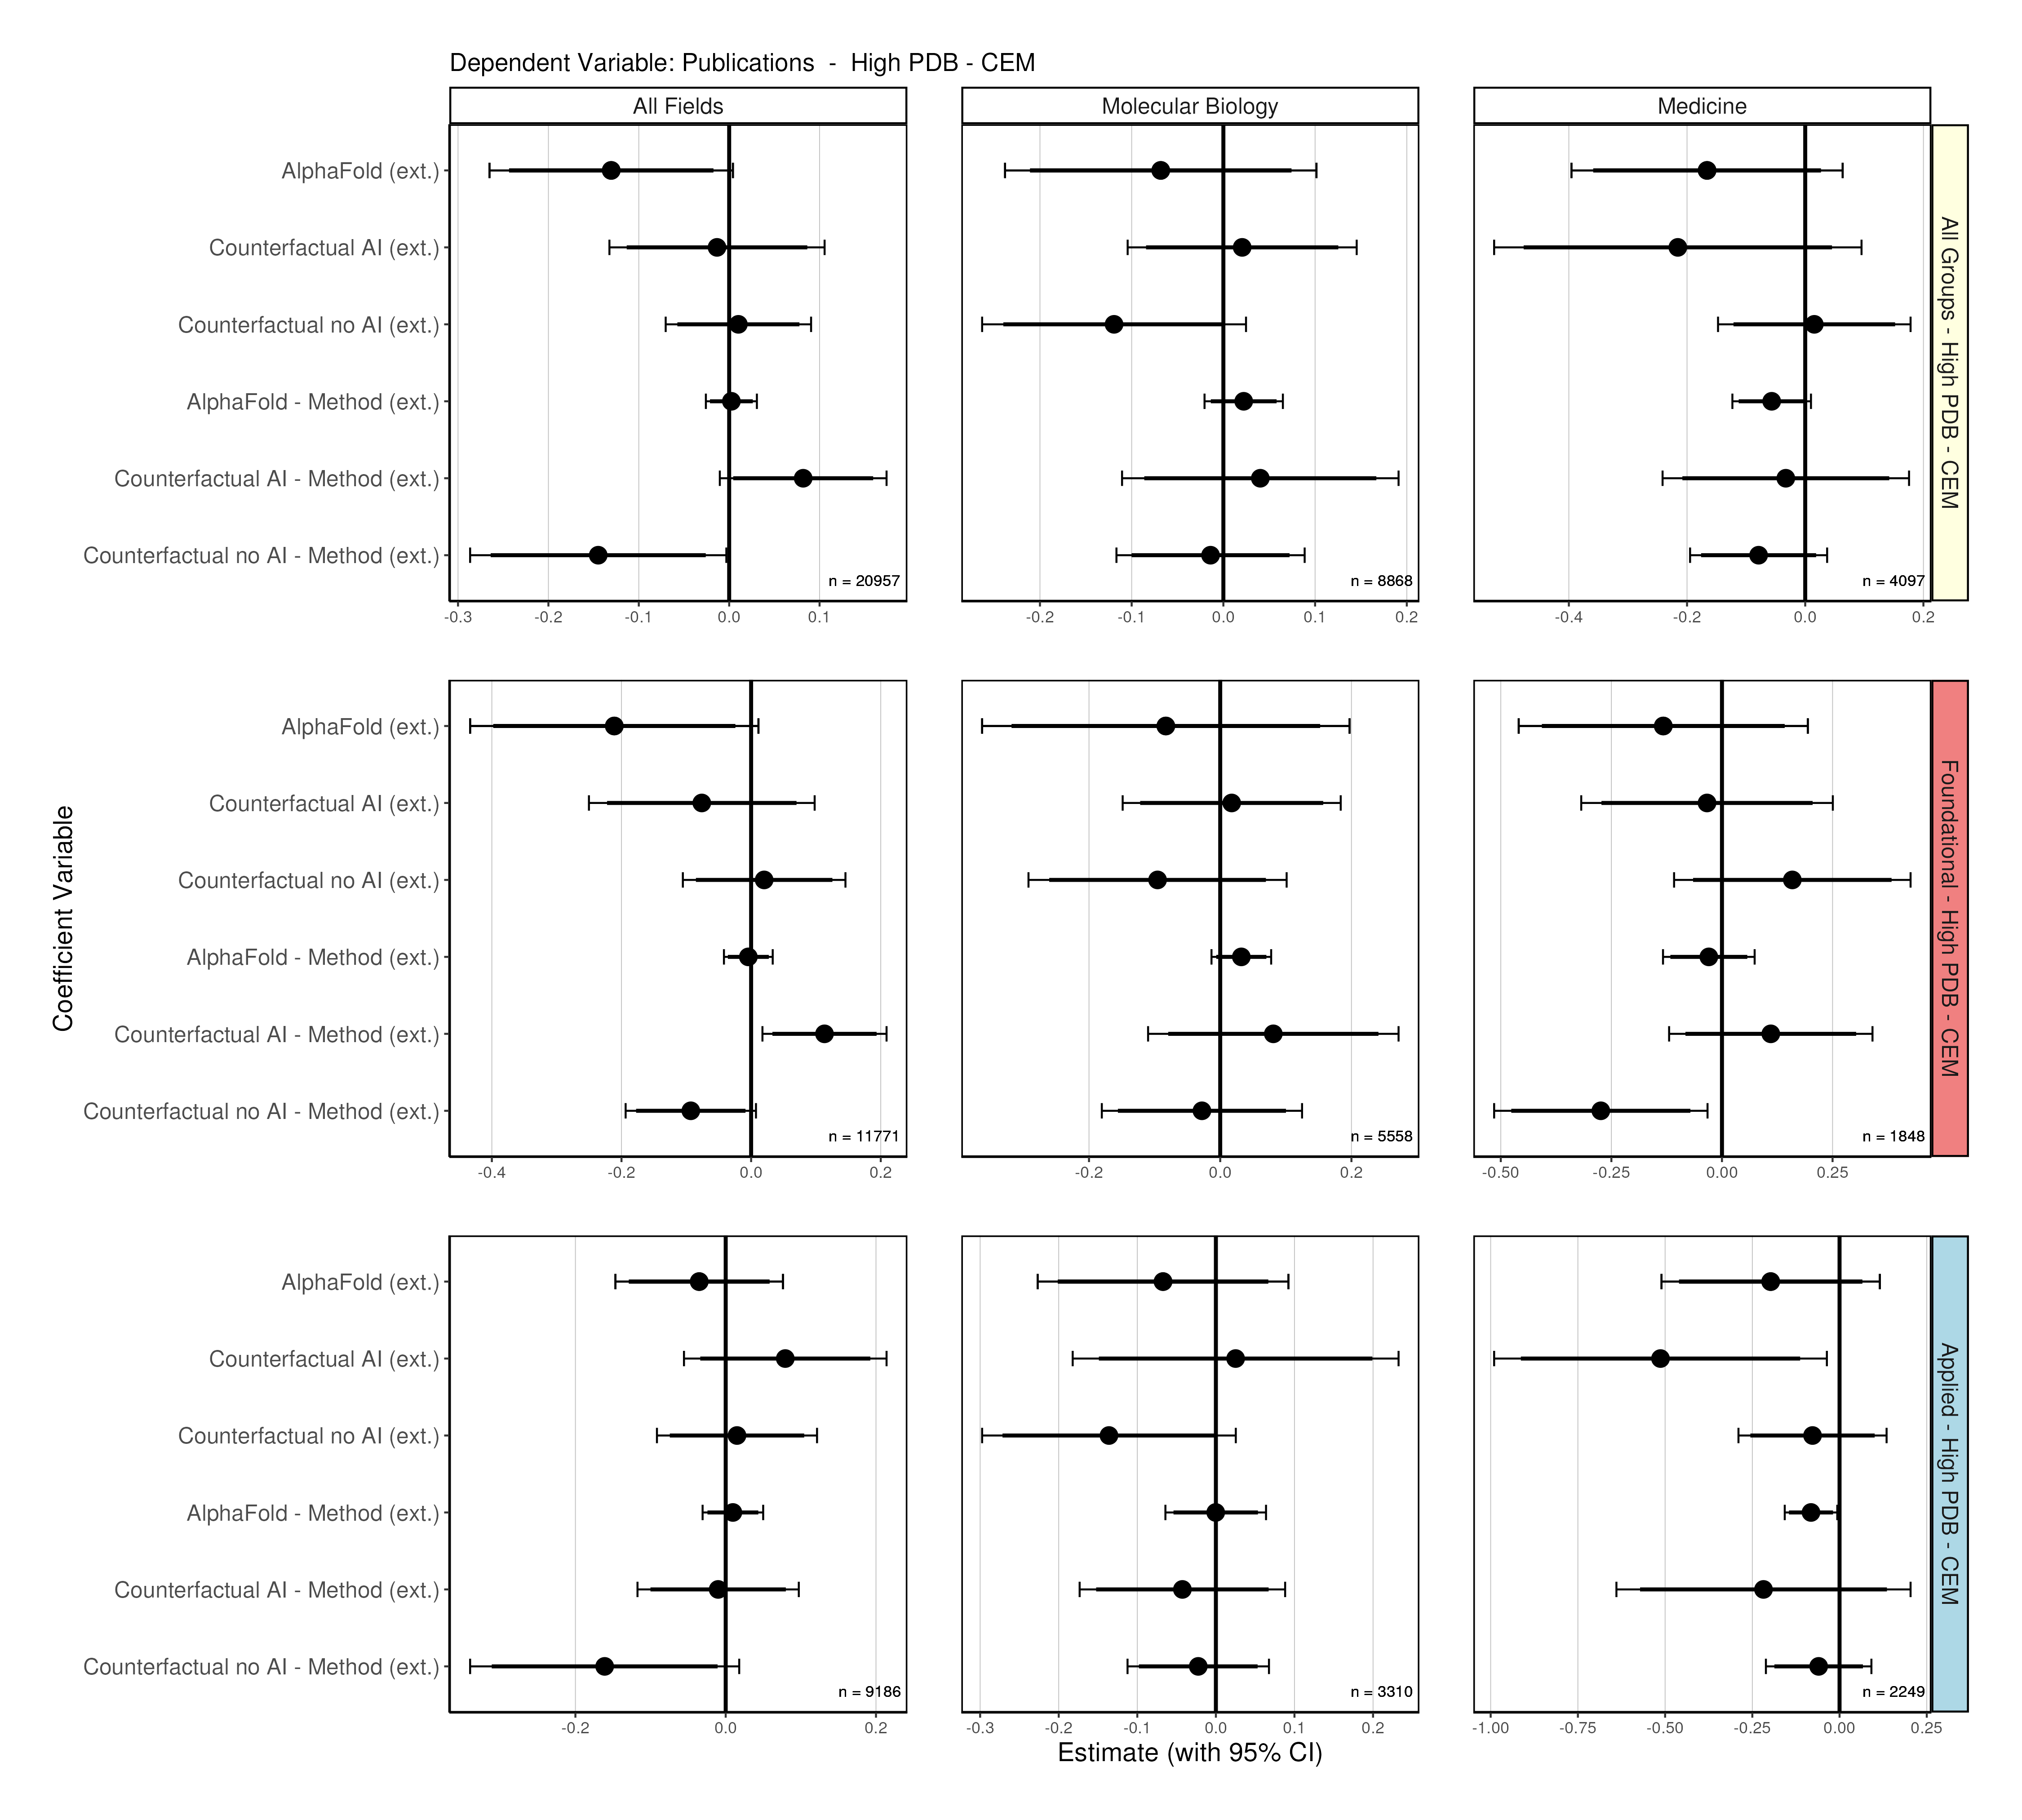 Dependent Variable: Publications - High PDB - CEM
All Fields
Molecular Biology
Medicine
AlphaFold (ext.)
Counterfactual AI (ext.)
Counterfactual no AI (ext.)
AlphaFold - Method (ext.)
Counterfactual AI - Method (ext.)
Counterfactual no AI - Method (ext.)
n = 20957
n = 8868
n = 4097
-0.3 -0.2 -0.1 0.0 0.1
-0.2 -0.1 0.0 0.1 0.2
-0.4 -0.2 0.0 0.2
All Groups - High PDB - CEM
Coefficient Variable
AlphaFold (ext.)
Counterfactual AI (ext.)
Counterfactual no AI (ext.)
AlphaFold - Method (ext.)
Counterfactual AI - Method (ext.)
Counterfactual no AI - Method (ext.)
n = 11771
n = 5558
n = 1848
-0.4 -0.2 0.0 0.2
-0.2 0.0 0.2
-0.50 -0.25 0.00 0.25
Foundational - High PDB - CEM
AlphaFold (ext.)
Counterfactual AI (ext.)
Counterfactual no AI (ext.)
AlphaFold - Method (ext.)
Counterfactual AI - Method (ext.)
Counterfactual no AI - Method (ext.)
n = 9186
n = 3310
n = 2249
-0.2 0.0 0.2
-0.3 -0.2 -0.1 0.0 0.1 0.2
-1.00 -0.75 -0.50 -0.25 0.00 0.25
Applied - High PDB - CEM
Estimate (with 95% CI)